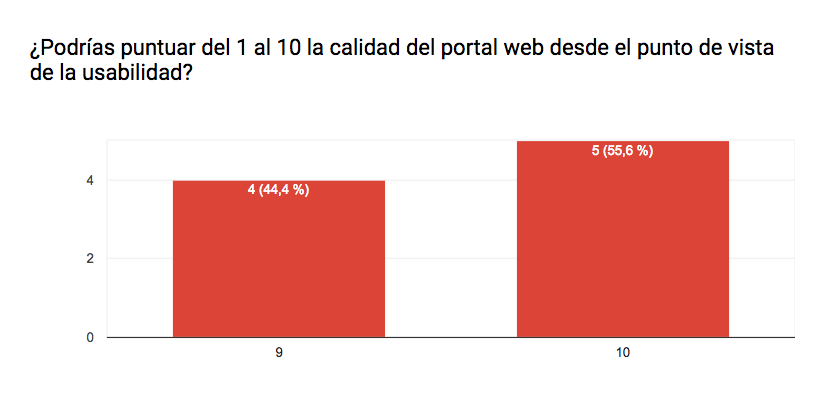 ¿Podrías puntuar del 1 al 10 la calidad del portal web desde el punto de vista
de la usabilidad?
5 (55,6 %)
4 4 (44,4 %)
2
0
9 10